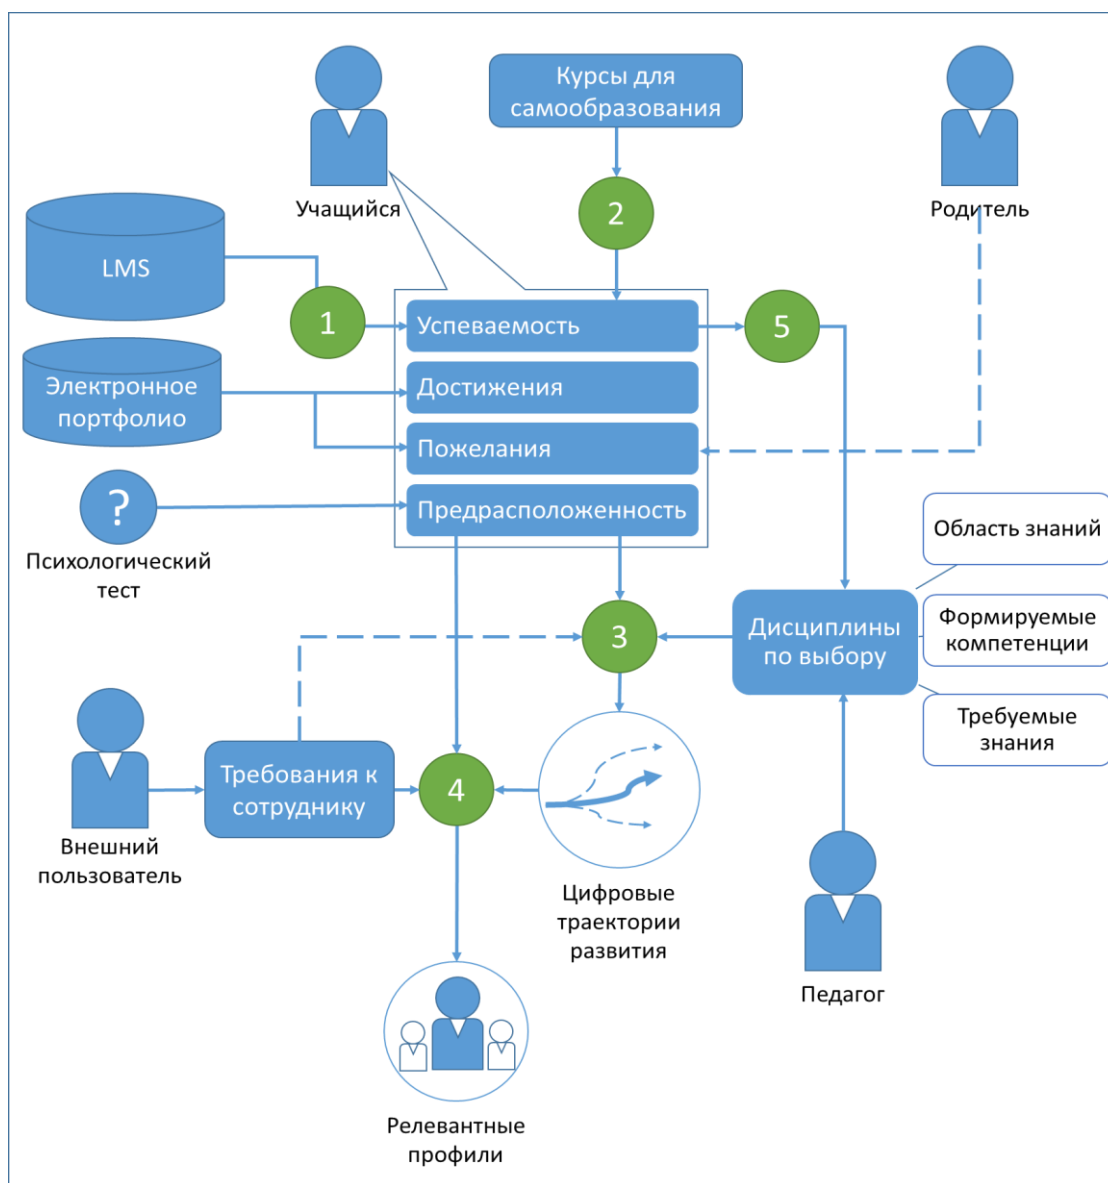 Курсы для
самообразования
Учащийся
2
Родитель
LMS
1
Успеваемость
5
Электронное
портфолио
Достижения
Пожелания
?
Предрасположенность
Психологический
тест
Область знаний
3
Дисциплины
по выбору
Формируемые
компетенции
Требуемые
знания
Требования к
сотруднику
4
Внешний
пользователь
Цифровые
траектории
развития
Педагог
Релевантные
профили